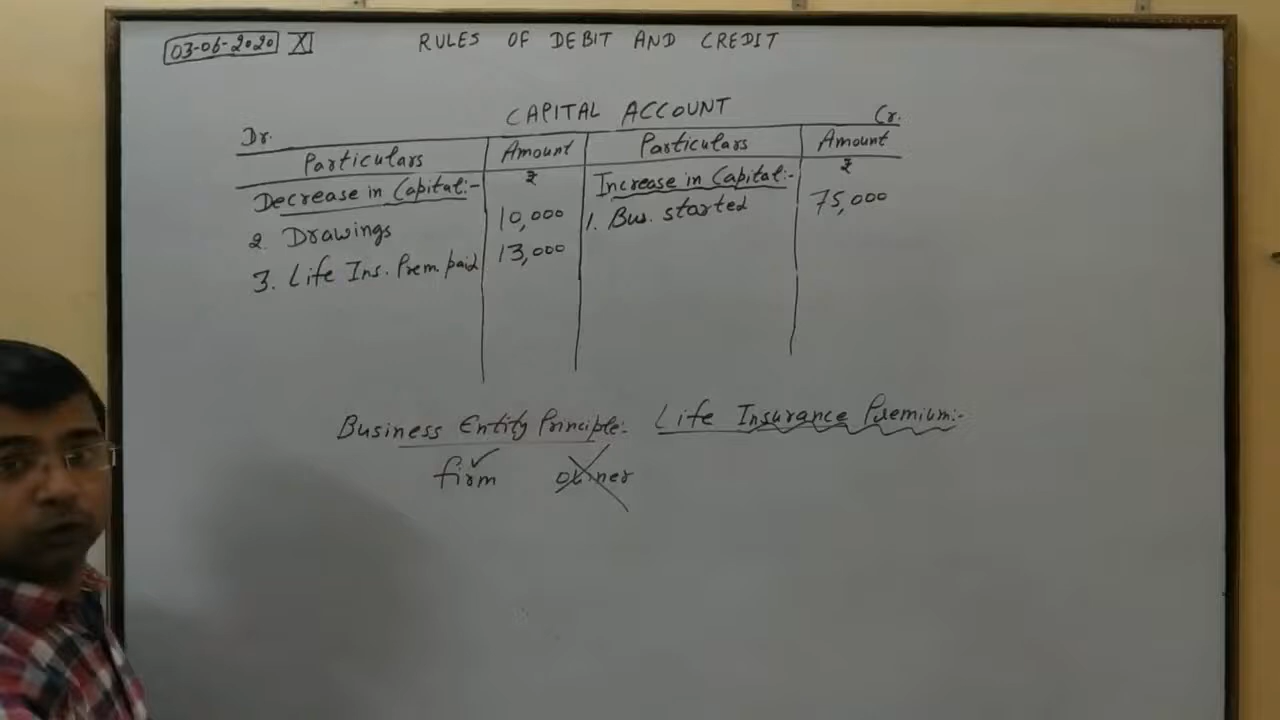 03-06-2020 XI RULES OF DEBIT AND CREDIT
CAPITAL ACCOUNT
Dr. Cr.
Particulars Amount Particulars Amount
Decrease in Capital:- ₹ Increase in Capital:- ₹
1. Bus. started 75,000
2. Drawings 10,000
3. Life Ins. Prem. paid 13,000
Business Entity Principle:- Life Insurance Premium:-
firm ✓ owner